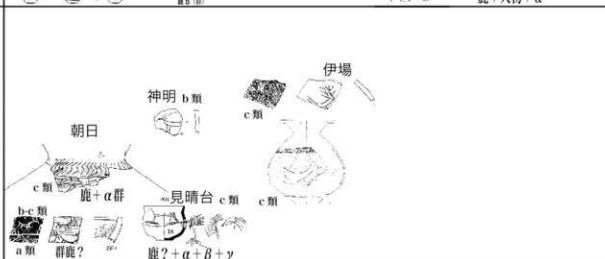 伊場
神明 b類
c類
朝日
c類
鹿+α群
見晴台 c類 c類
b-c類
a類 群鹿?
鹿?+α+β+γ